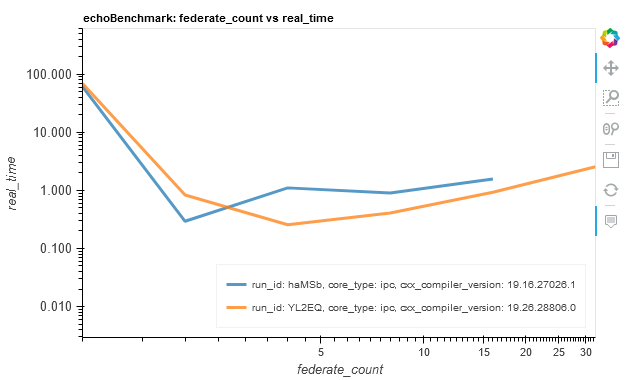 echoBenchmark: federate_count vs real_time
100.000
10.000
1.000
0.100
0.010
real_time
run_id: haMSb, core_type: ipc, cxx_compiler_version: 19.16.27026.1
run_id: YL2EQ, core_type: ipc, cxx_compiler_version: 19.26.28806.0
5 10 15 20 25 30
federate_count